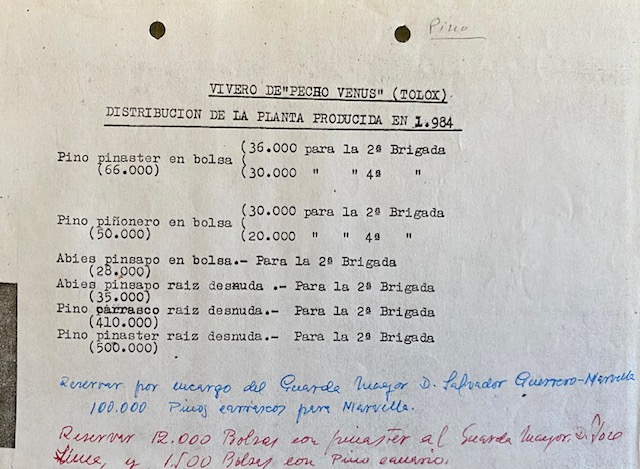 Pino
VIVERO DE"PECHO VENUS" (TOLOX)
DISTRIBUCION DE LA PLANTA PRODUCIDA EN 1.984
Pino pinaster en bolsa (36.000 para la 2ª Brigada
(66.000) (30.000 " " 4ª "
Pino piñonero en bolsa (30.000 para la 2ª Brigada
(50.000) (20.000 " " 4ª "
Abies pinsapo en bolsa.- Para la 2ª Brigada
(28.000)
Abies pinsapo raiz desnuda .- Para la 2ª Brigada
(35.000)
Pino carrasco raiz desnuda.- Para la 2ª Brigada
(410.000)
Pino pinaster raiz desnuda.- Para la 2ª Brigada
(500.000)
Reservar por encargo del Guarda Mayor D. Salvador Guerrero-Marvella
100.000 Pinos carrascos para Marvella.
Reservar 12.000 Bolsas con pinaster al Guarda Mayor. D.
y 1.500 Bolsas con Pino canario.